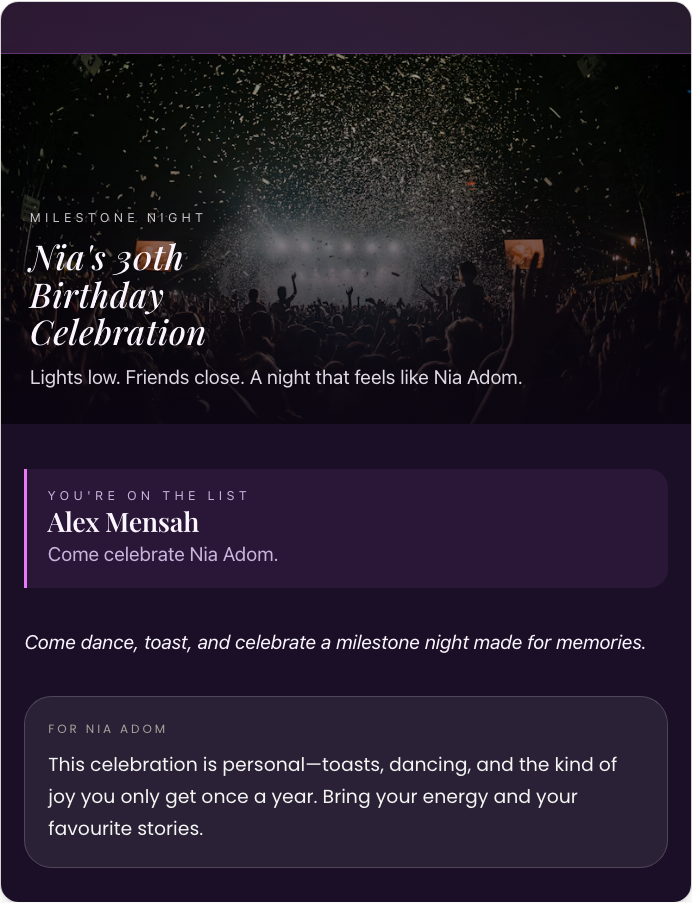 MILESTONE NIGHT
Nia's 30th
Birthday
Celebration
Lights low. Friends close. A night that feels like Nia Adom.
YOU'RE ON THE LIST
Alex Mensah
Come celebrate Nia Adom.
Come dance, toast, and celebrate a milestone night made for memories.
FOR NIA ADOM
This celebration is personal—toasts, dancing, and the kind of
joy you only get once a year. Bring your energy and your
favourite stories.